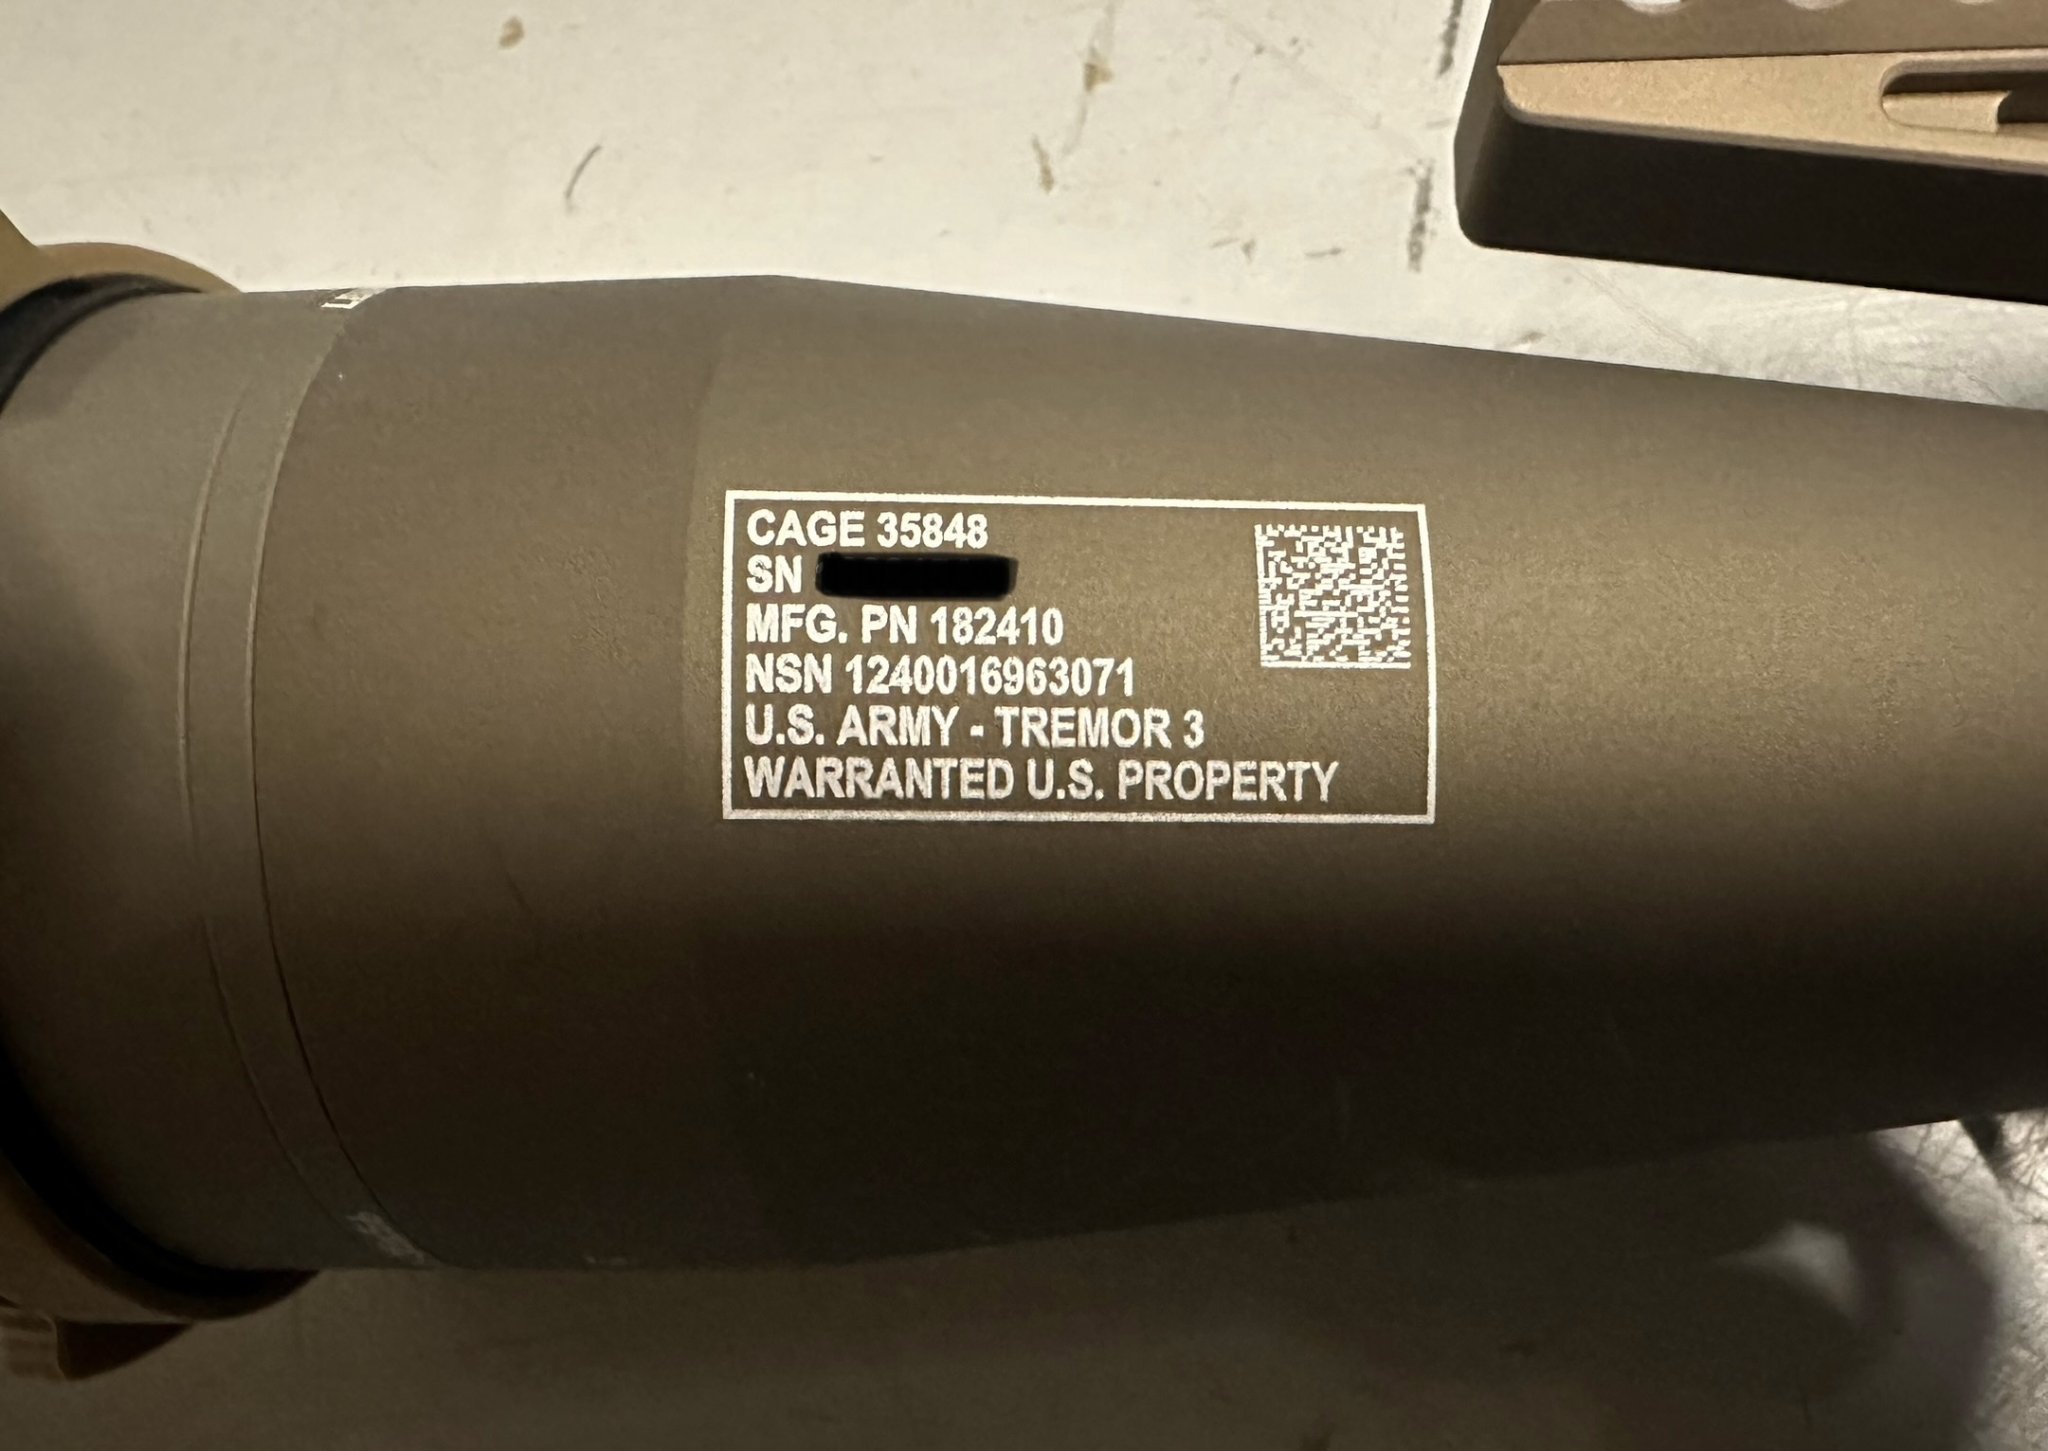 CAGE 35848
SN
MFG. PN 182410
NSN 1240016963071
U.S. ARMY - TREMOR 3
WARRANTED U.S. PROPERTY